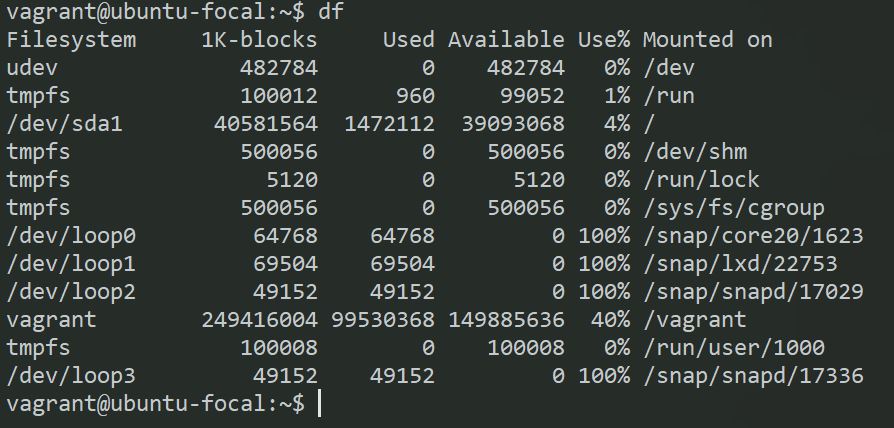 vagrant@ubuntu-focal:~$ df
Filesystem     1K-blocks     Used Available Use% Mounted on
udev              482784        0    482784   0% /dev
tmpfs             100012      960     99052   1% /run
/dev/sda1       40581564  1472112  39093068   4% /
tmpfs             500056        0    500056   0% /dev/shm
tmpfs               5120        0      5120   0% /run/lock
tmpfs             500056        0    500056   0% /sys/fs/cgroup
/dev/loop0         64768    64768         0 100% /snap/core20/1623
/dev/loop1         69504    69504         0 100% /snap/lxd/22753
/dev/loop2         49152    49152         0 100% /snap/snapd/17029
vagrant        249416004 99530368 149885636  40% /vagrant
tmpfs             100008        0    100008   0% /run/user/1000
/dev/loop3         49152    49152         0 100% /snap/snapd/17336
vagrant@ubuntu-focal:~$